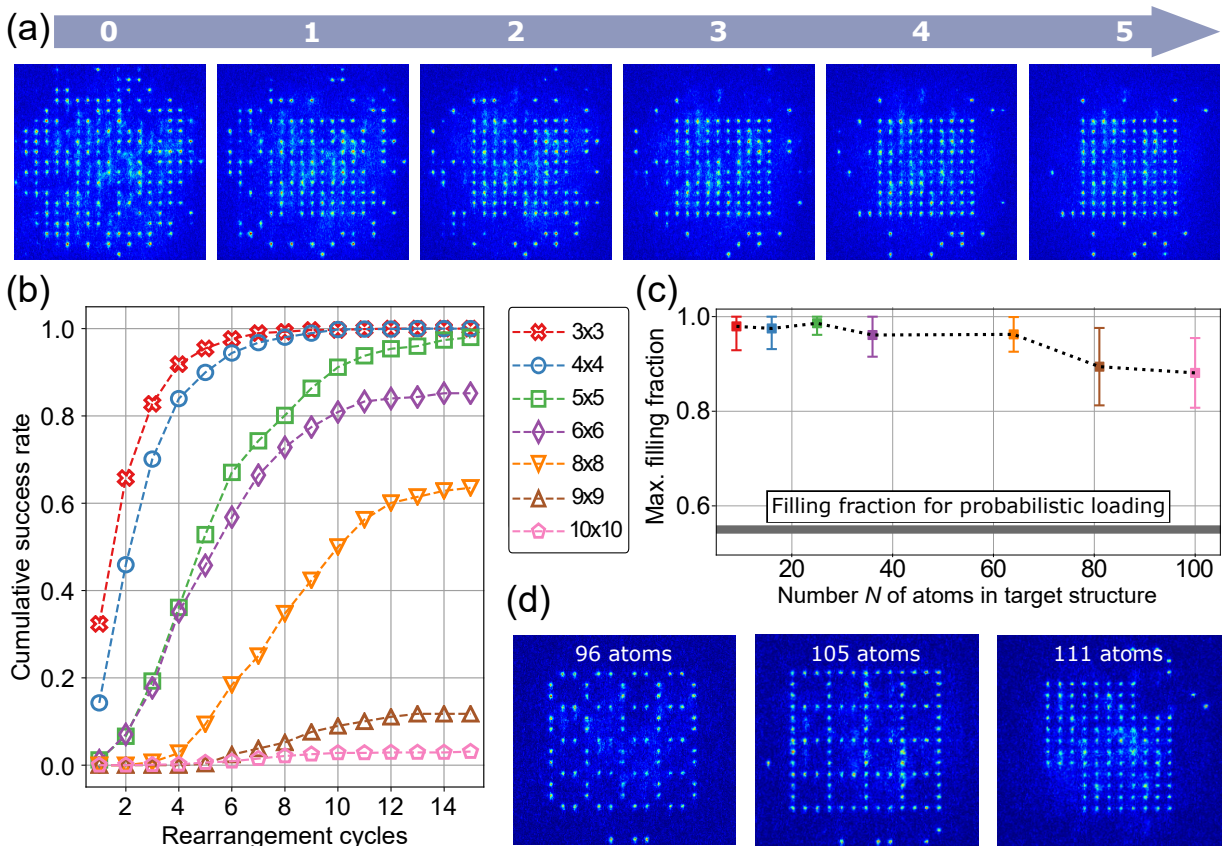 (a)
0 1 2 3 4 5
(b)
Cumulative success rate
1.0
0.8
0.6
0.4
0.2
0.0
2 4 6 8 10 12 14
Rearrangement cycles
3x3
4x4
5x5
6x6
8x8
9x9
10x10
(c)
Max. filling fraction
1.0
0.8
0.6
Filling fraction for probabilistic loading
20 40 60 80 100
Number N of atoms in target structure
(d)
96 atoms
105 atoms
111 atoms